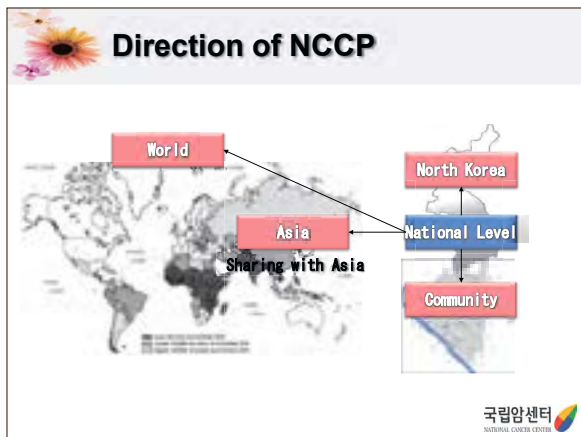 Direction of NCCP
World
North Korea
Asia
National Level
Sharing with Asia
Community
국립암센터
NATIONAL CANCER CENTER